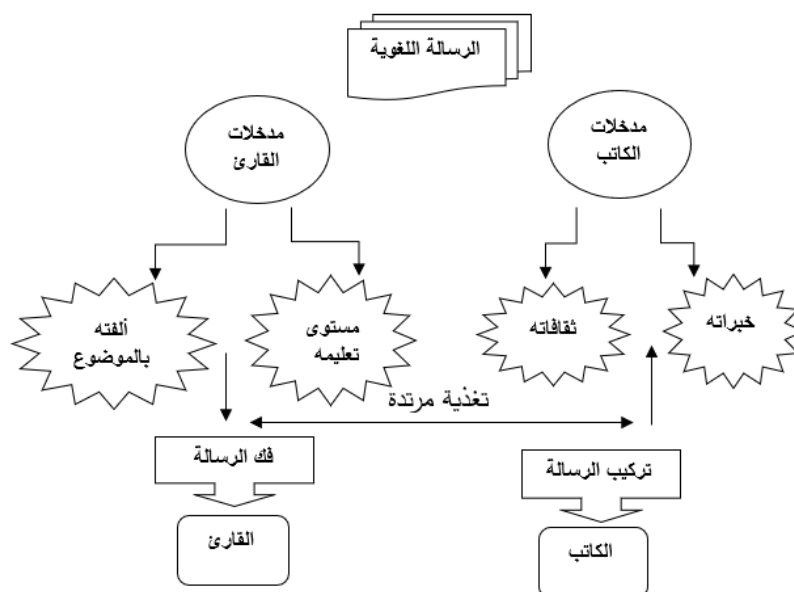 الرسالة اللغوية
مدخلات
الكاتب
مدخلات
القارئ
خبراته
ثقافاته
مستوى
تعليمه
ألفته
بالموضوع
تغذية مرتدة
تركيب الرسالة
فك الرسالة
الكاتب
القارئ